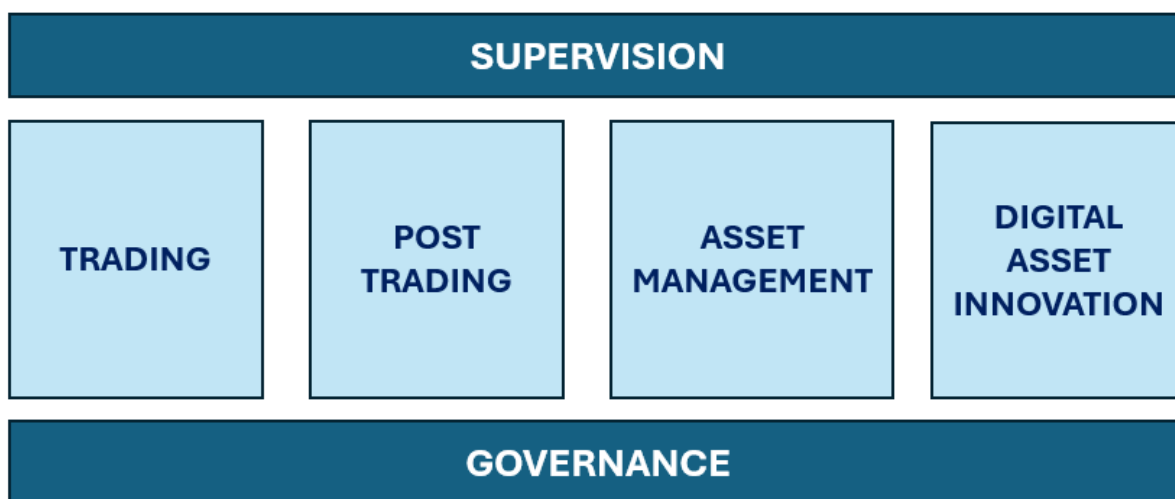 SUPERVISION
TRADING
POST
TRADING
ASSET
MANAGEMENT
DIGITAL
ASSET
INNOVATION
GOVERNANCE